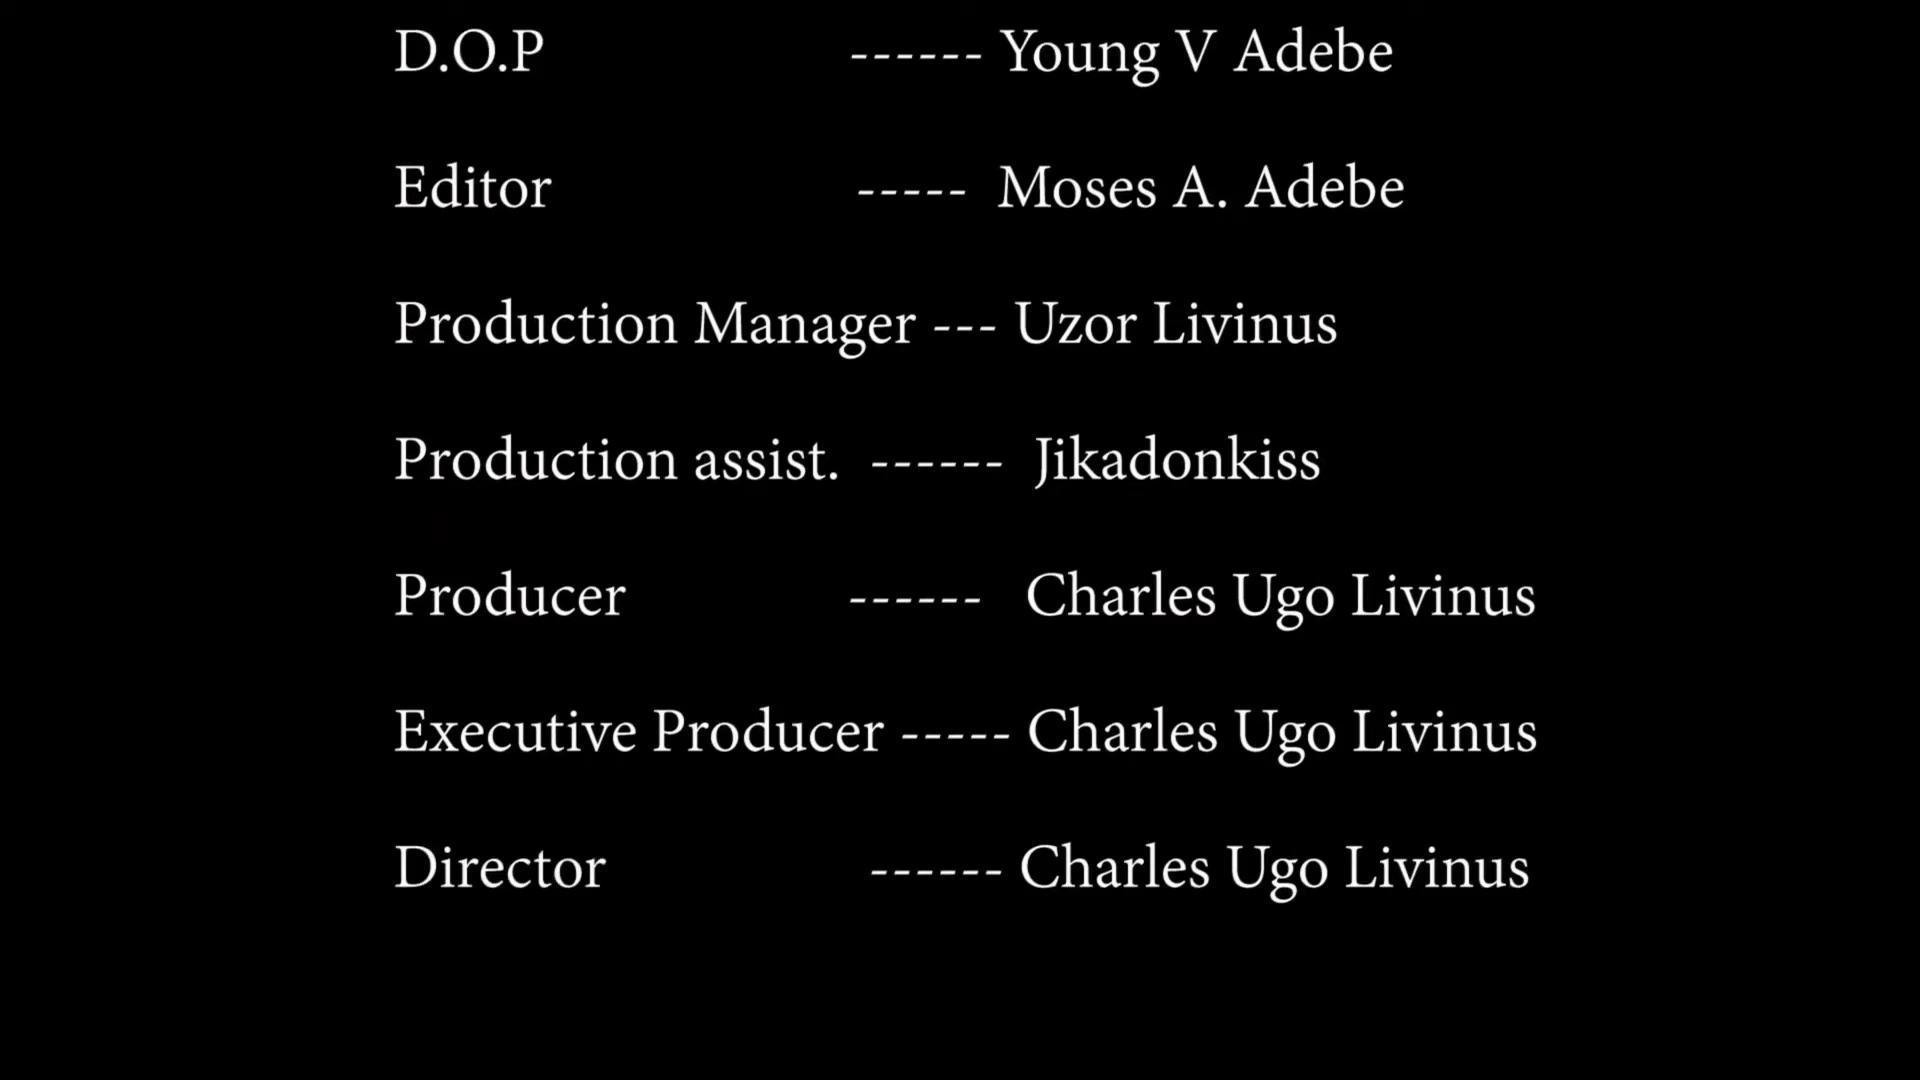 D.O.P ------ Young V Adebe
Editor ----- Moses A. Adebe
Production Manager --- Uzor Livinus
Production assist. ------ Jikadonkiss
Producer ------ Charles Ugo Livinus
Executive Producer ----- Charles Ugo Livinus
Director ------ Charles Ugo Livinus